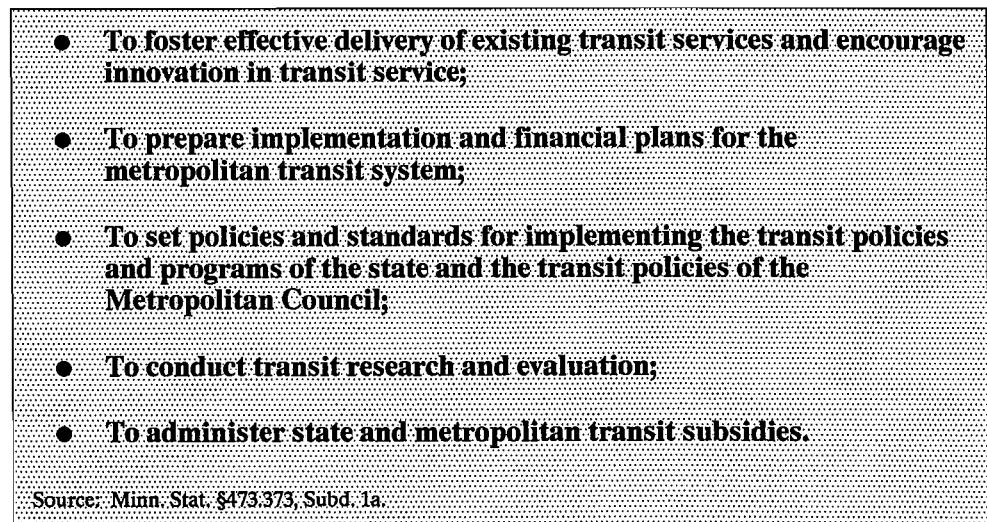 ● To foster effective delivery of existing transit services and encourage
innovation in transit service;
● To prepare implementation and financial plans for the
metropolitan transit system;
● To set policies and standards for implementing the transit policies
and programs of the state and the transit policies of the
Metropolitan Council;
● To conduct transit research and evaluation;
● To administer state and metropolitan transit subsidies.
Source: Minn. Stat. §473.373, Subd. 1a.